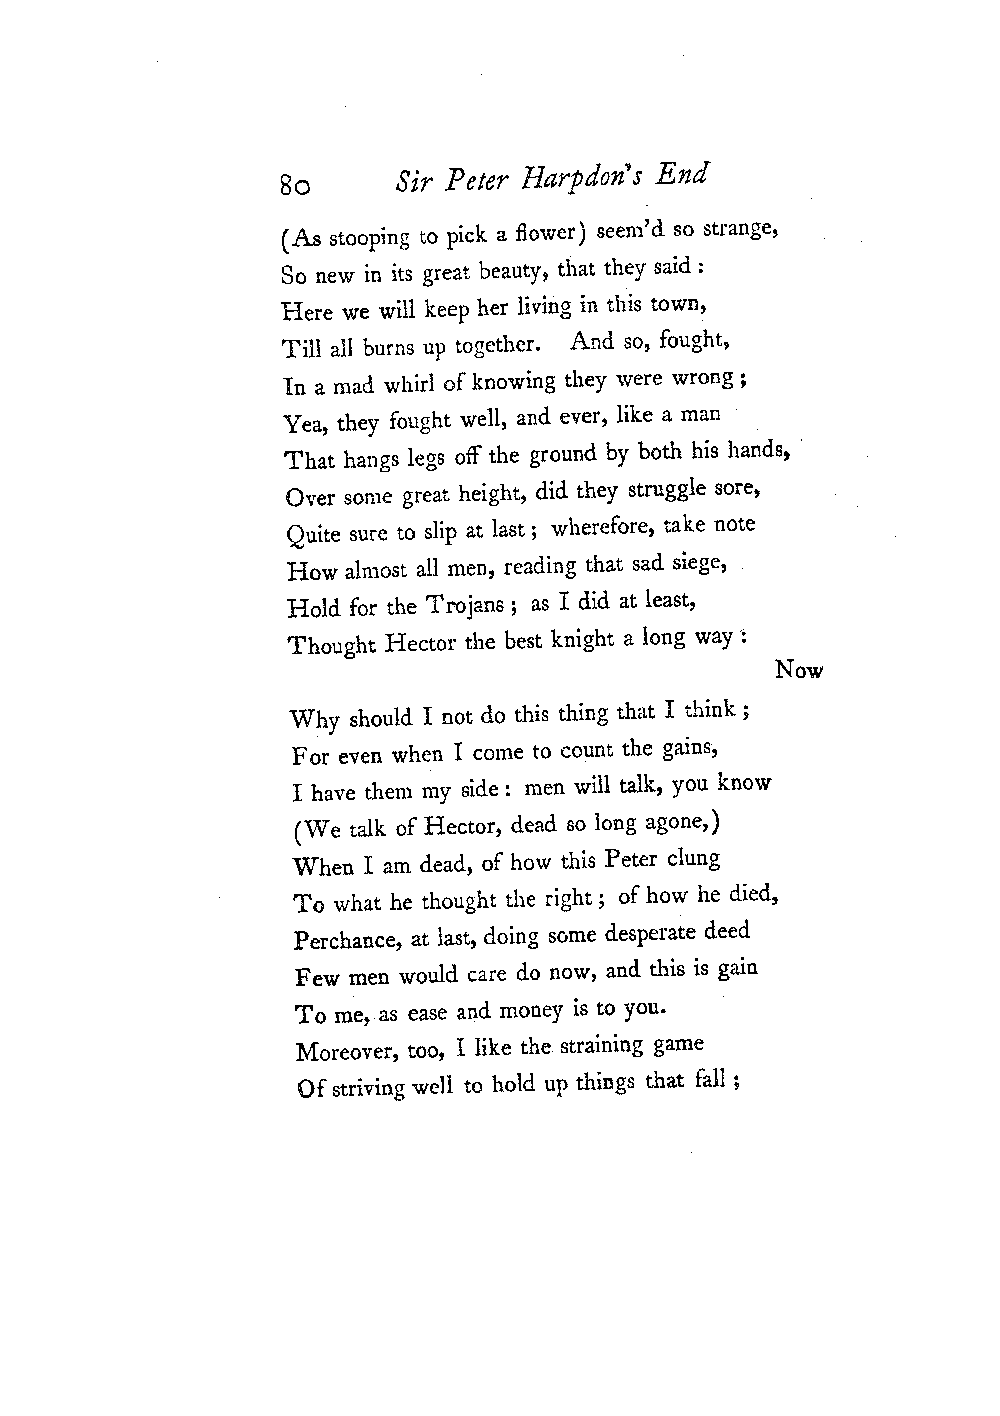 80 Sir Peter Harpdon's End
(As stooping to pick a flower) seem'd so strange,
So new in its great beauty, that they said :
Here we will keep her living in this town,
Till all burns up together. And so, fought,
In a mad whirl of knowing they were wrong ;
Yea, they fought well, and ever, like a man
That hangs legs off the ground by both his hands,
Over some great height, did they struggle sore,
Quite sure to slip at last ; wherefore, take note
How almost all men, reading that sad siege,
Hold for the Trojans ; as I did at least,
Thought Hector the best knight a long way :
Now
Why should I not do this thing that I think ;
For even when I come to count the gains,
I have them my side : men will talk, you know
(We talk of Hector, dead so long agone,)
When I am dead, of how this Peter clung
To what he thought the right ; of how he died,
Perchance, at last, doing some desperate deed
Few men would care do now, and this is gain
To me, as ease and money is to you.
Moreover, too, I like the straining game
Of striving well to hold up things that fall ;